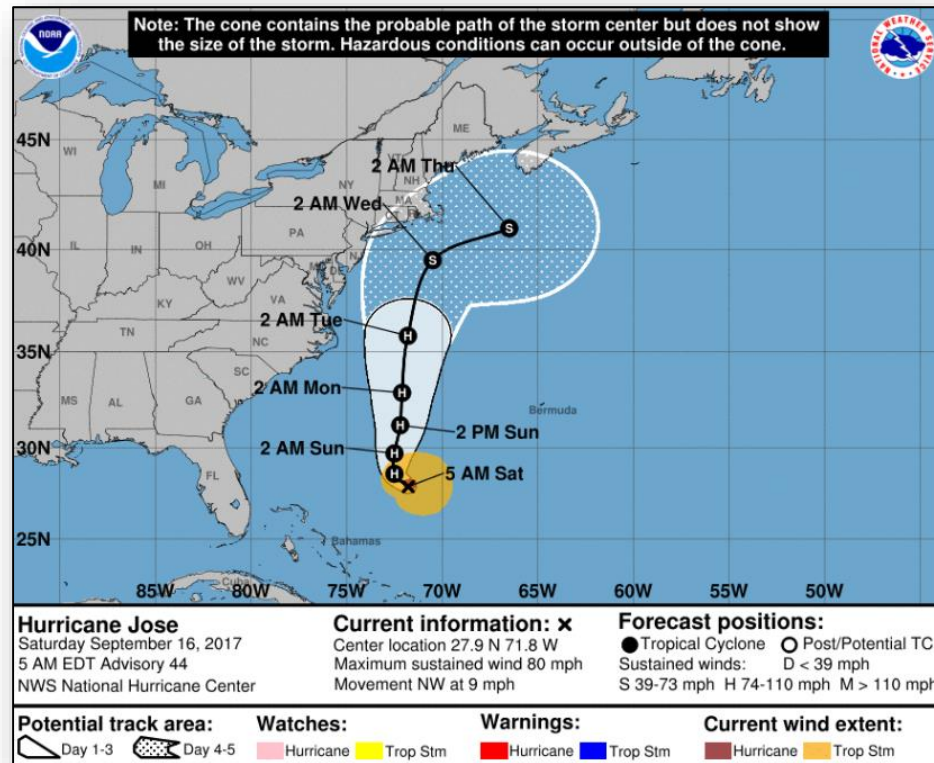 Note: The cone contains the probable path of the storm center but does not show
the size of the storm. Hazardous conditions can occur outside of the cone.
NOAA
NATIONAL WEATHER SERVICE
45N
40N
35N
30N
25N
WI
MI
IL
IN
OH
KY
WV
VA
TN
NC
SC
MS
AL
GA
FL
PA
NY
NH
MA
ME
DE
2 AM Thu
2 AM Wed
2 AM Tue
2 AM Mon
2 PM Sun
2 AM Sun
5 AM Sat
S
S
H
H
H
H
H
Bermuda
Bahamas
Cuba
85W
80W
75W
70W
65W
60W
55W
50W
Hurricane Jose
Saturday September 16, 2017
5 AM EDT Advisory 44
NWS National Hurricane Center
Current information: x
Center location 27.9 N 71.8 W
Maximum sustained wind 80 mph
Movement NW at 9 mph
Forecast positions:
Tropical Cyclone Post/Potential TC
Sustained winds: D < 39 mph
S 39-73 mph H 74-110 mph M > 110 mph
Potential track area:
Day 1-3 Day 4-5
Watches:
Hurricane Trop Stm
Warnings:
Hurricane Trop Stm
Current wind extent:
Hurricane Trop Stm